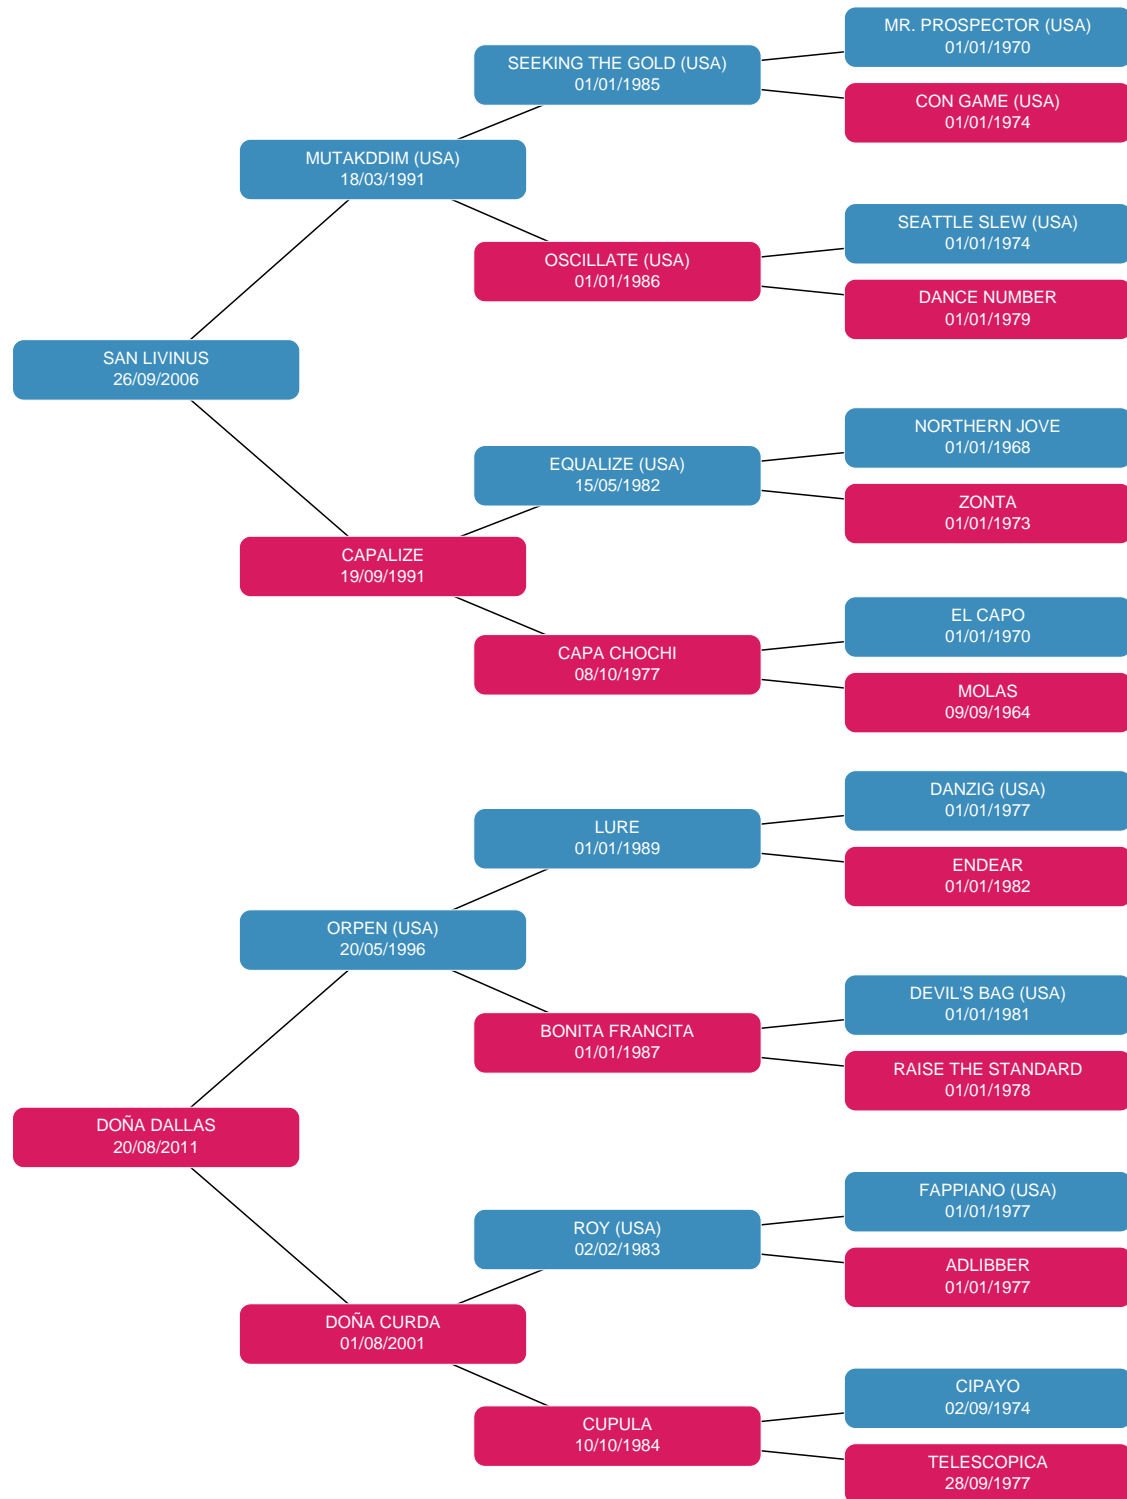 MR. PROSPECTOR (USA)
01/01/1970
SEEKING THE GOLD (USA)
01/01/1985
CON GAME (USA)
01/01/1974
MUTAKDDIM (USA)
18/03/1991
SEATTLE SLEW (USA)
01/01/1974
OSCILLATE (USA)
01/01/1986
DANCE NUMBER
01/01/1979
SAN LIVINUS
26/09/2006
NORTHERN JOVE
01/01/1968
EQUALIZE (USA)
15/05/1982
ZONTA
01/01/1973
CAPALIZE
19/09/1991
EL CAPO
01/01/1970
CAPA CHOCHI
08/10/1977
MOLAS
09/09/1964
DANZIG (USA)
01/01/1977
LURE
01/01/1989
ENDEAR
01/01/1982
ORPEN (USA)
20/05/1996
DEVIL'S BAG (USA)
01/01/1981
BONITA FRANCITA
01/01/1987
RAISE THE STANDARD
01/01/1978
DOÑA DALLAS
20/08/2011
FAPPIANO (USA)
01/01/1977
ROY (USA)
02/02/1983
ADLIBBER
01/01/1977
DOÑA CURDA
01/08/2001
CIPAYO
02/09/1974
CUPULA
10/10/1984
TELESCOPICA
28/09/1977